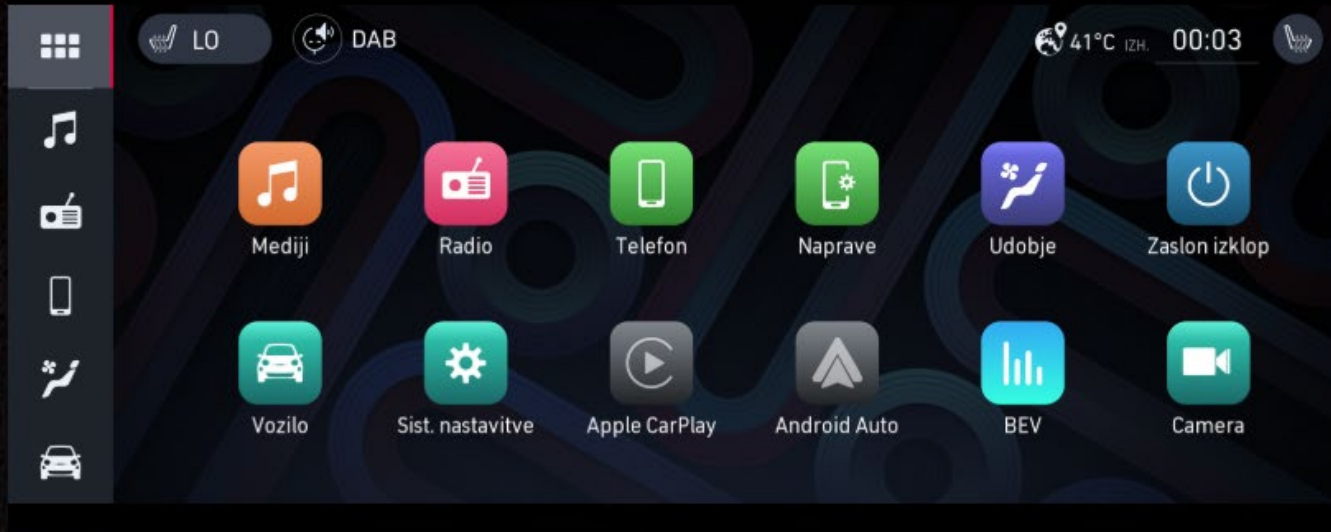 LO DAB 41°C IZH. 00:03
Mediji Radio Telefon Naprave Udobje Zaslon izklop
Vozilo Sist. nastavitve Apple CarPlay Android Auto BEV Camera